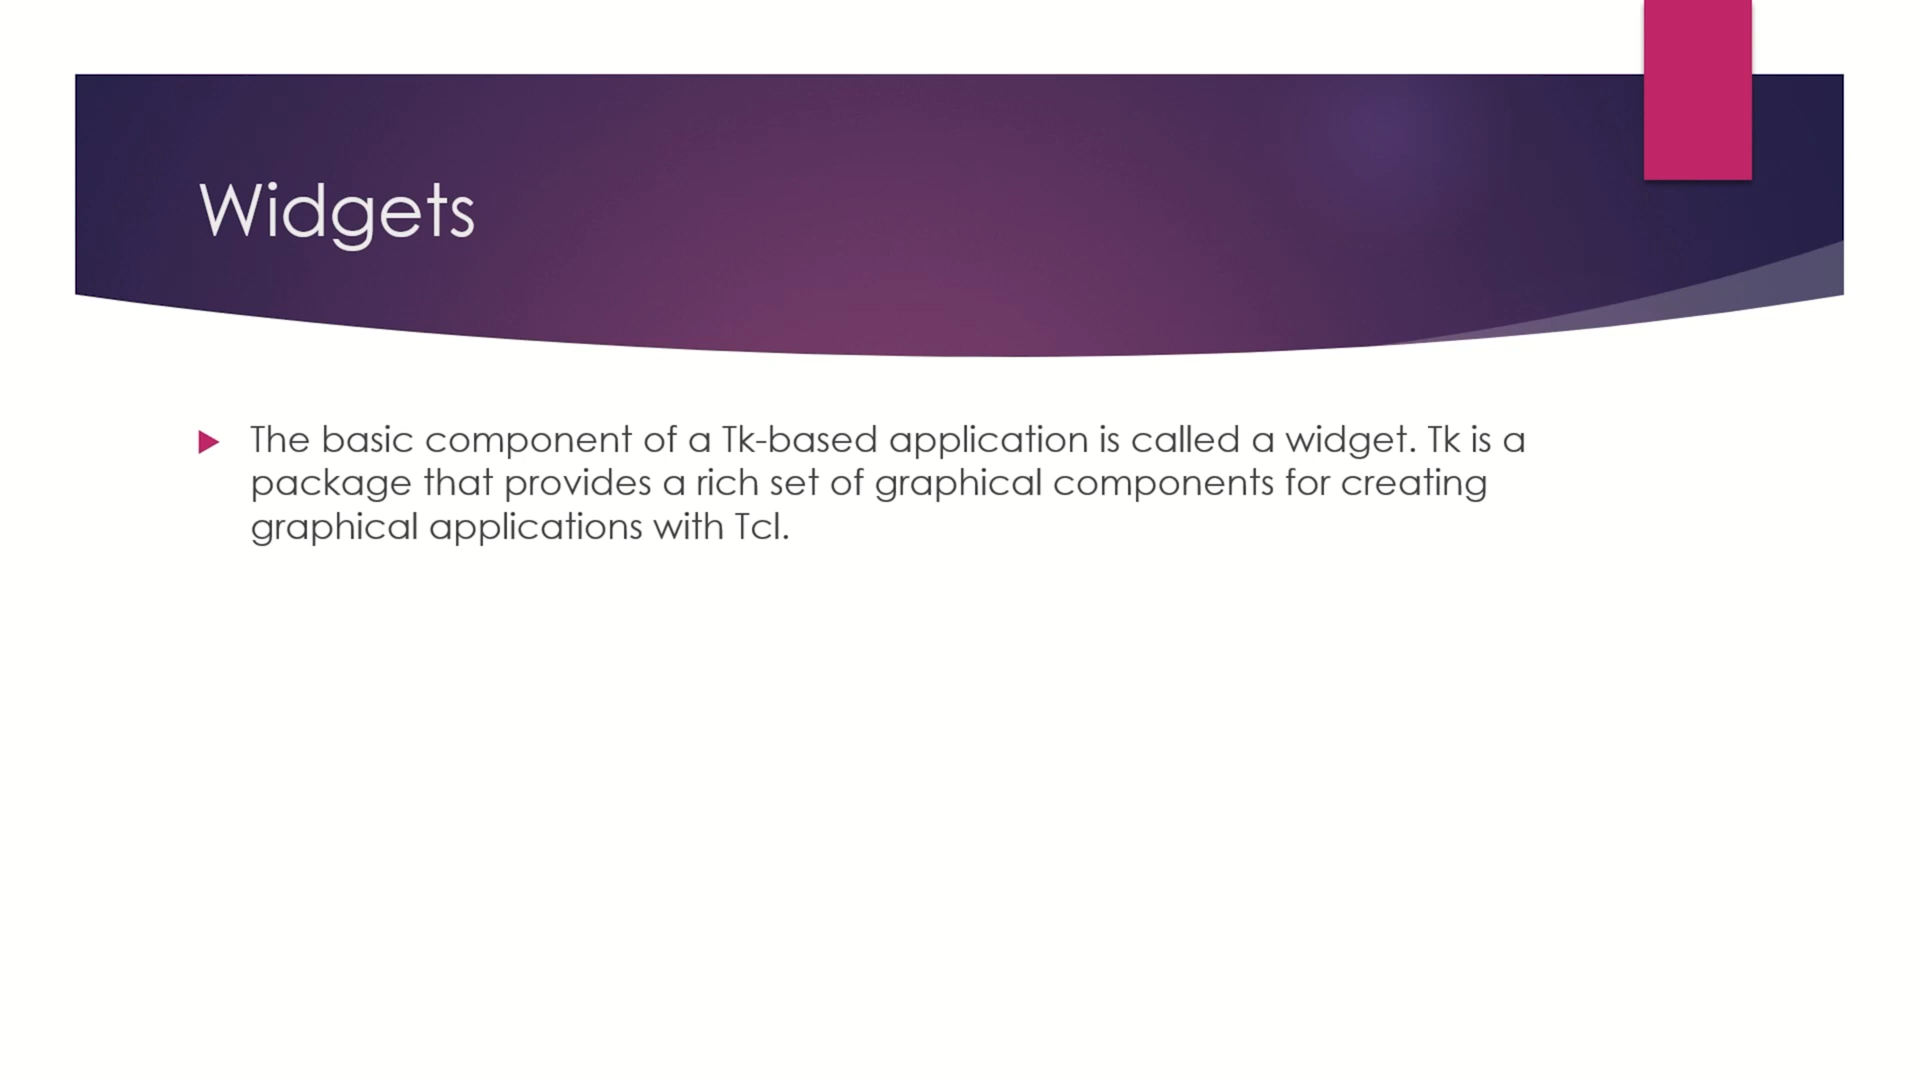 Widgets
The basic component of a Tk-based application is called a widget. Tk is a
package that provides a rich set of graphical components for creating
graphical applications with Tcl.